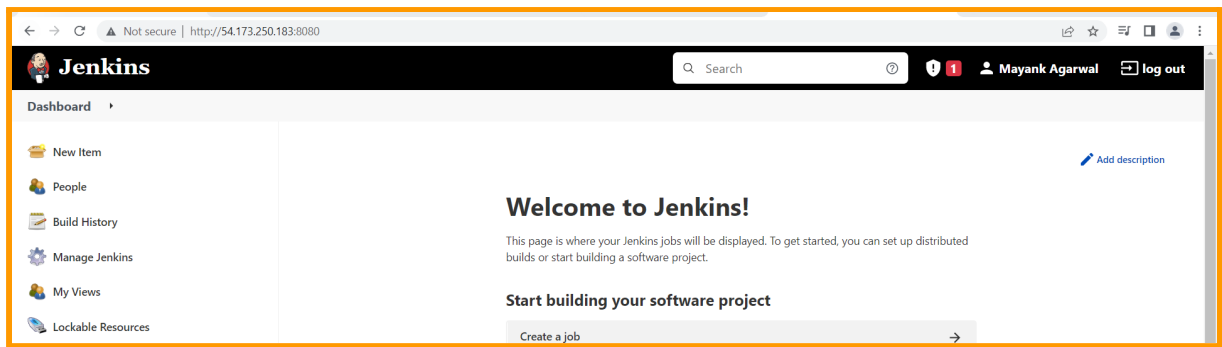 Not secure | http://54.173.250.183:8080
Jenkins
Search
1
Mayank Agarwal
log out
Dashboard
New Item
People
Build History
Manage Jenkins
My Views
Lockable Resources
Add description
Welcome to Jenkins!
This page is where your Jenkins jobs will be displayed. To get started, you can set up distributed
builds or start building a software project.
Start building your software project
Create a job